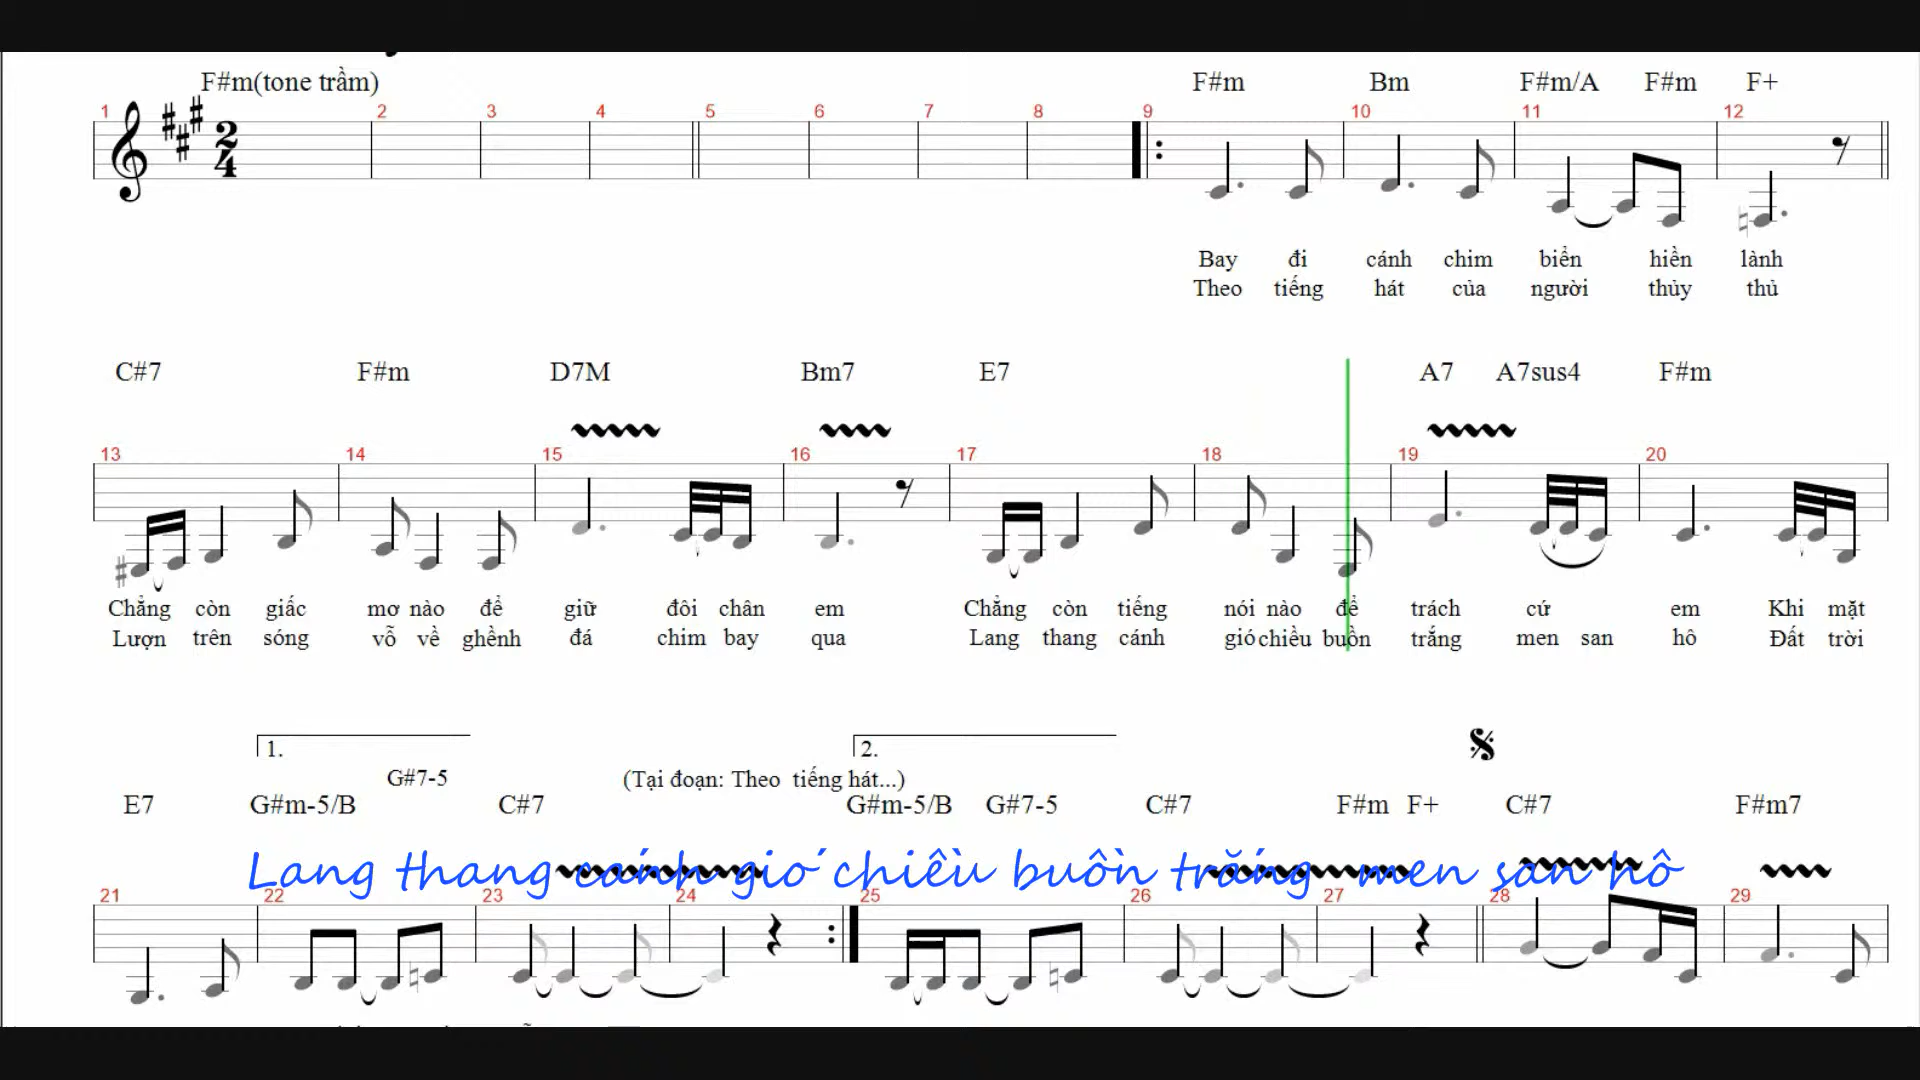 F#m(tone trầm) F#m Bm F#m/A F#m F+
1 2 3 4 5 6 7 8 9 10 11 12
2
4
Bay đi cánh chim biển hiền lành
Theo tiếng hát của người thủy thủ
C#7 F#m D7M Bm7 E7 A7 A7sus4 F#m
13 14 15 16 17 18 19 20
Chẳng còn giấc mơ nào để giữ đôi chân em Chẳng còn tiếng nói nào để trách cứ em Khi mặt
Lượn trên sóng vỗ về ghềnh đá chim bay qua Lang thang cánh gió chiều buồn trắng men san hô Đất trời
1. 2.
G#7-5 (Tại đoạn: Theo tiếng hát...)
E7 G#m-5/B C#7 G#m-5/B G#7-5 C#7 F#m F+ C#7 F#m7
Lang thang cánh gió chiều buồn trắng men san hô
21 22 23 24 25 26 27 28 29